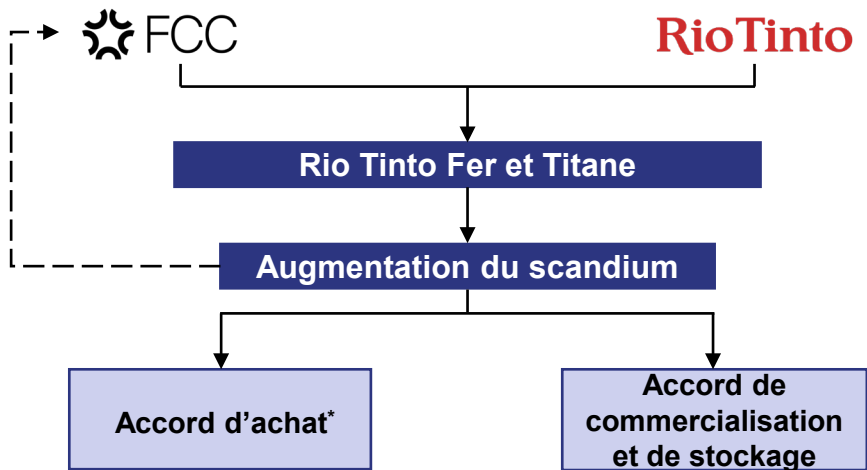 FCC
RioTinto
Rio Tinto Fer et Titane
Augmentation du scandium
Accord d’achat*
Accord de
commercialisation
et de stockage